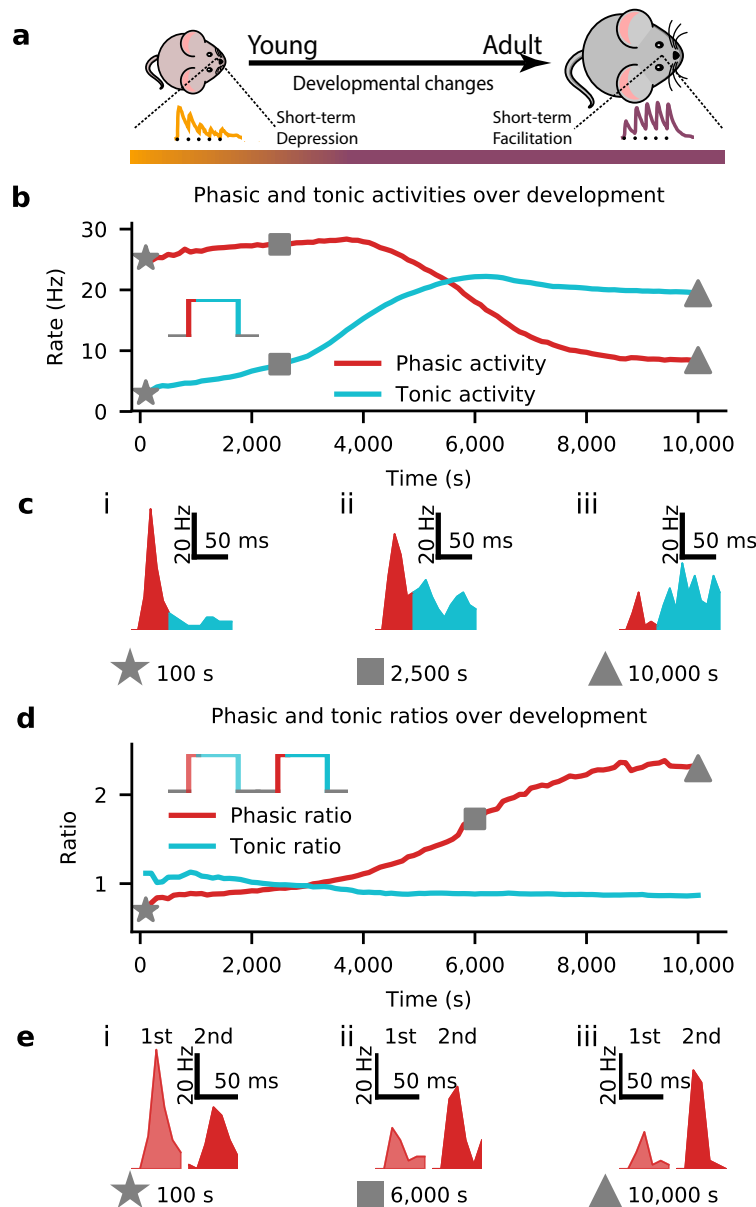 a
Young Adult
Developmental changes
Short-term
Depression
Short-term
Facilitation
b
Phasic and tonic activities over development
Rate (Hz)
30
20
10
0
Phasic activity
Tonic activity
0 2,000 4,000 6,000 8,000 10,000
Time (s)
c
i
20 Hz
50 ms
100 s
ii
20 Hz
50 ms
2,500 s
iii
20 Hz
50 ms
10,000 s
d
Phasic and tonic ratios over development
Ratio
2
1
Phasic ratio
Tonic ratio
0 2,000 4,000 6,000 8,000 10,000
Time (s)
e
i
1st 2nd
20 Hz
50 ms
100 s
ii
1st 2nd
20 Hz
50 ms
6,000 s
iii
1st 2nd
20 Hz
50 ms
10,000 s